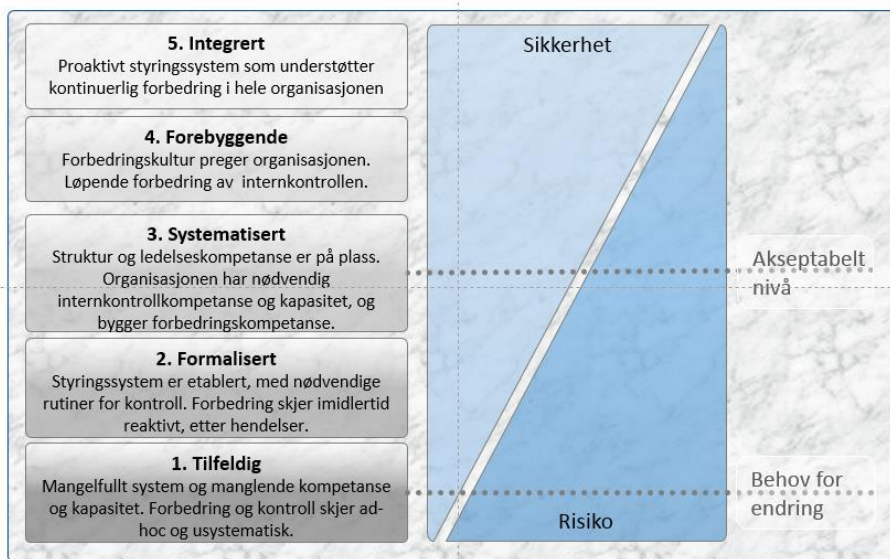 5. Integrert
Proaktivt styringssystem som understøtter
kontinuerlig forbedring i hele organisasjonen
4. Forebyggende
Forbedringskultur preger organisasjonen.
Løpende forbedring av internkontrollen.
3. Systematisert
Struktur og ledelseskompetanse er på plass.
Organisasjonen har nødvendig
internkontrollkompetanse og kapasitet, og
bygger forbedringskompetanse.
2. Formalisert
Styringssystem er etablert, med nødvendige
rutiner for kontroll. Forbedring skjer imidlertid
reaktivt, etter hendelser.
1. Tilfeldig
Mangelfullt system og manglende kompetanse
og kapasitet. Forbedring og kontroll skjer ad-
hoc og usystematisk.
Sikkerhet
Risiko
Akseptabelt
nivå
Behov for
endring